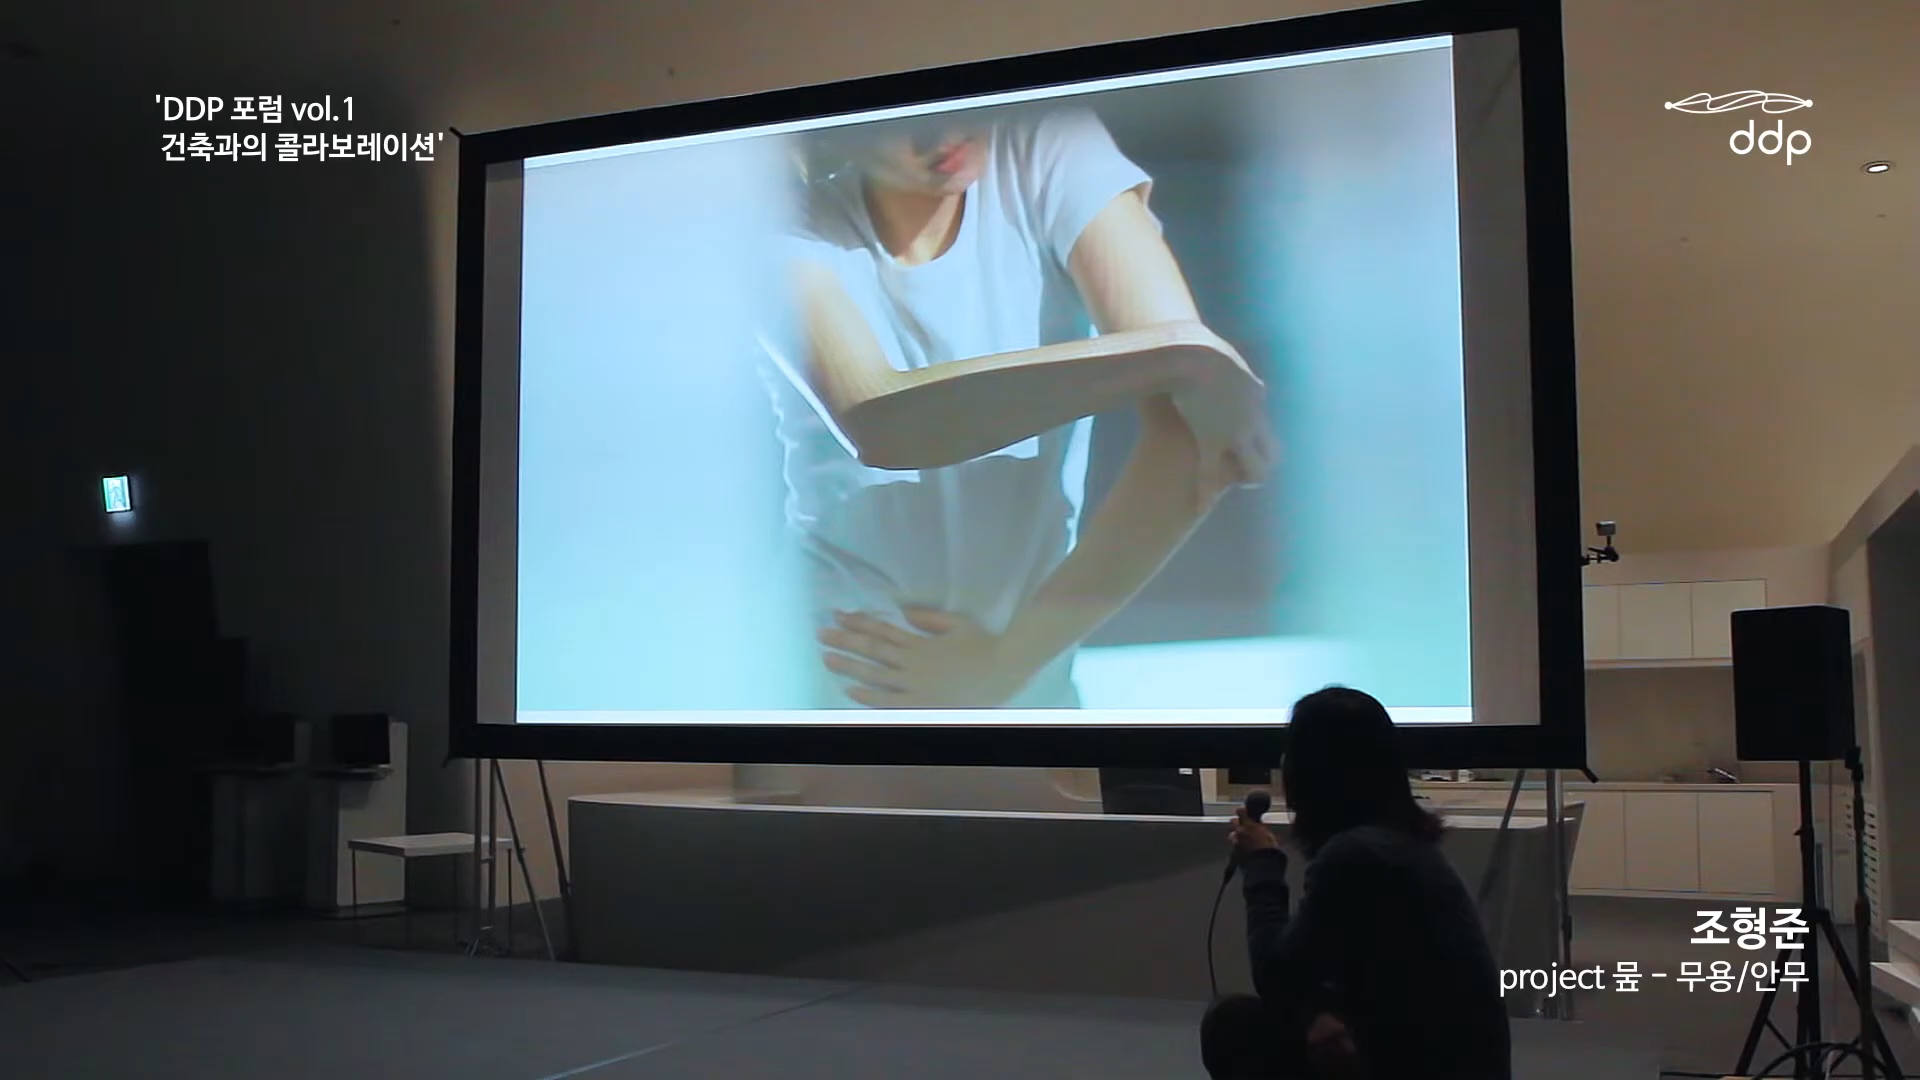 'DDP 포럼 vol.1
건축과의 콜라보레이션'
ddp
조형준
project 뭎 - 무용/안무